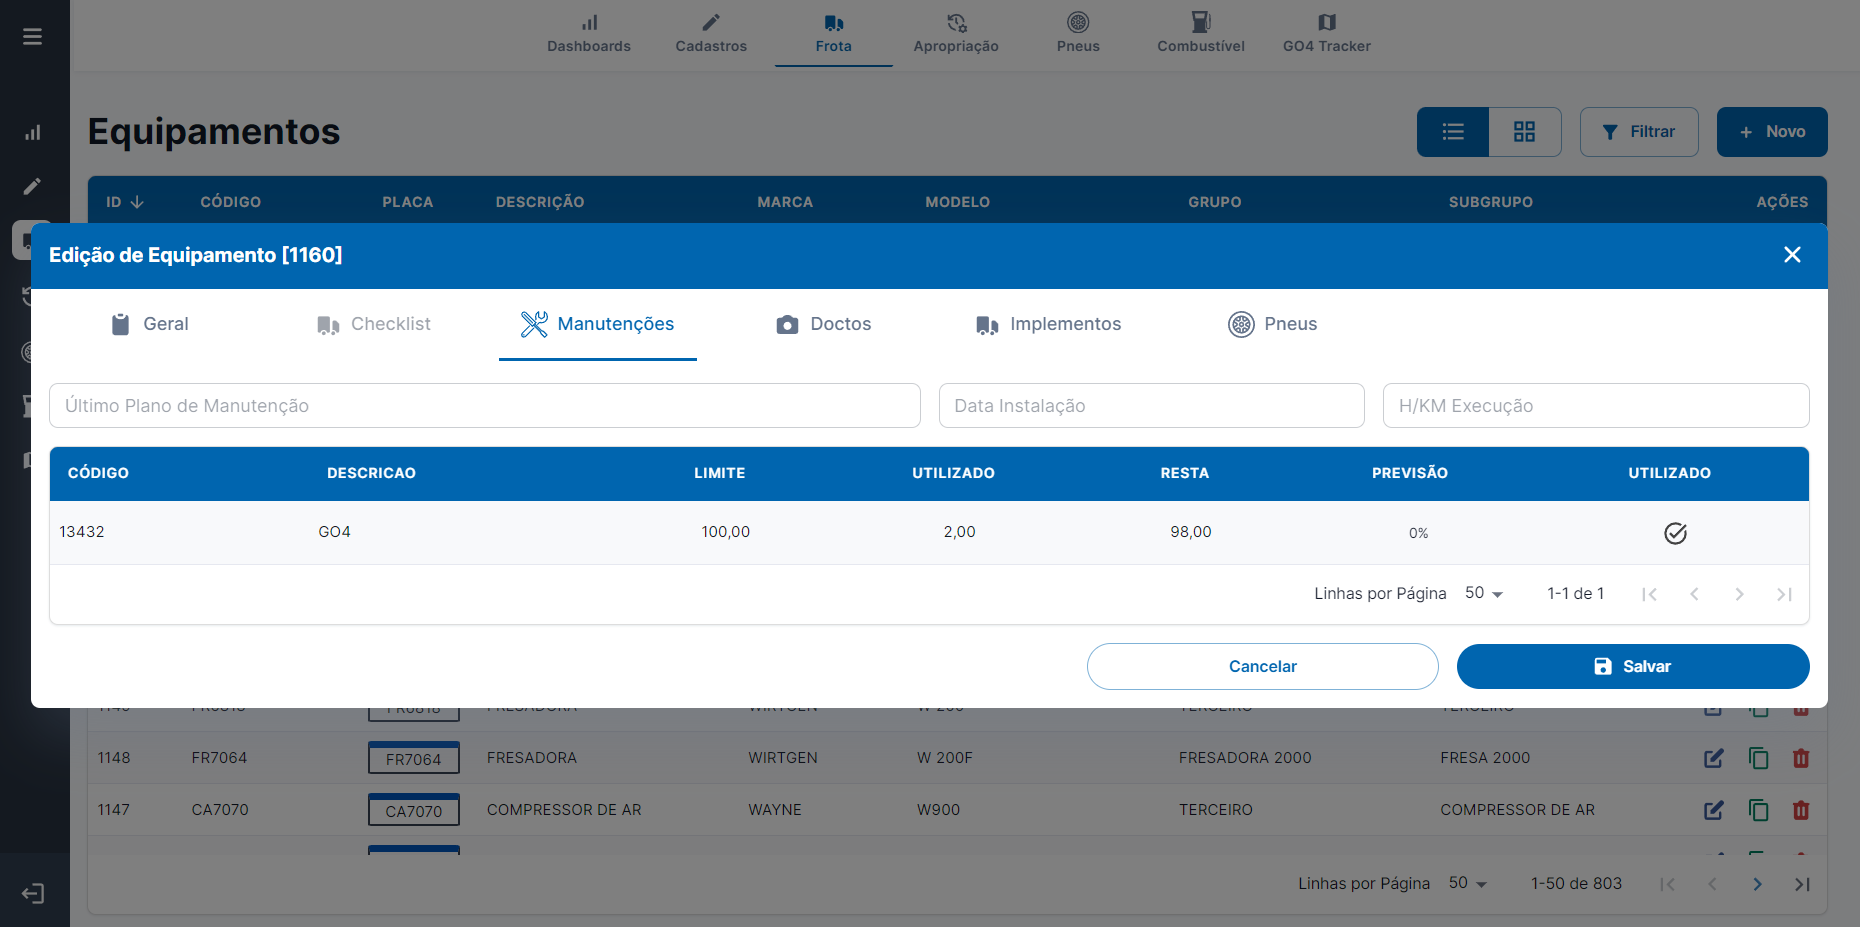 Dashboards
Cadastros
Frota
Apropriação
Pneus
Combustível
GO4 Tracker
Equipamentos
Filtrar
+ Novo
ID CÓDIGO PLACA DESCRIÇÃO MARCA MODELO GRUPO SUBGRUPO AÇÕES
Edição de Equipamento [1160]
Geral
Checklist
Manutenções
Doctos
Implementos
Pneus
Último Plano de Manutenção
Data Instalação
H/KM Execução
CÓDIGO DESCRICAO LIMITE UTILIZADO RESTA PREVISÃO UTILIZADO
13432 GO4 100,00 2,00 98,00 0%
Linhas por Página 50 1-1 de 1
Cancelar
Salvar
1148 FR7064 FR7064 FRESADORA WIRTGEN W 200F FRESADORA 2000 FRESA 2000
1147 CA7070 CA7070 COMPRESSOR DE AR WAYNE W900 TERCEIRO COMPRESSOR DE AR
Linhas por Página 50 1-50 de 803